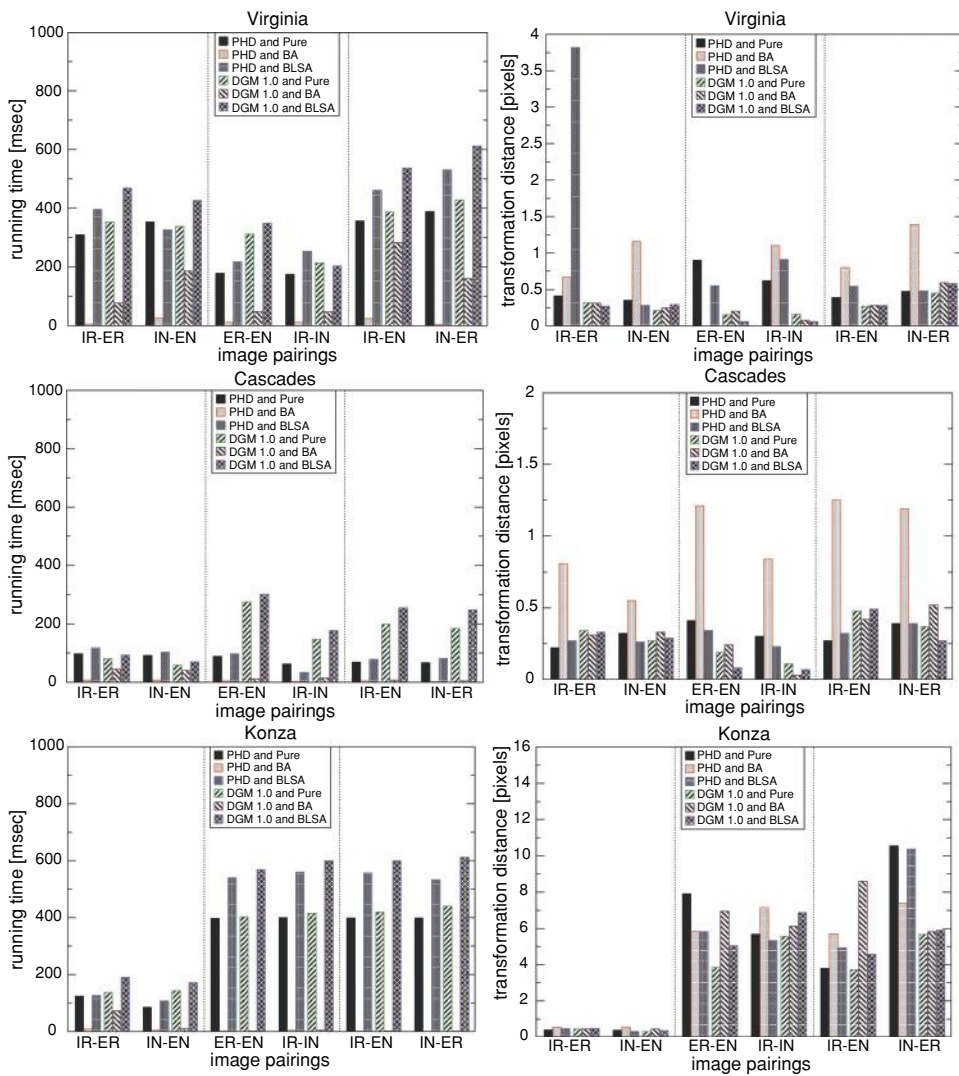 Virginia
running time [msec]
1000
800
600
400
200
0
PHD and Pure
PHD and BA
PHD and BLSA
DGM 1.0 and Pure
DGM 1.0 and BA
DGM 1.0 and BLSA
IR-ER IN-EN ER-EN IR-IN IR-EN IN-ER
image pairings
Virginia
transformation distance [pixels]
4
3.5
3
2.5
2
1.5
1
0.5
0
PHD and Pure
PHD and BA
PHD and BLSA
DGM 1.0 and Pure
DGM 1.0 and BA
DGM 1.0 and BLSA
IR-ER IN-EN ER-EN IR-IN IR-EN IN-ER
image pairings
Cascades
running time [msec]
1000
800
600
400
200
0
PHD and Pure
PHD and BA
PHD and BLSA
DGM 1.0 and Pure
DGM 1.0 and BA
DGM 1.0 and BLSA
IR-ER IN-EN ER-EN IR-IN IR-EN IN-ER
image pairings
Cascades
transformation distance [pixels]
2
1.5
1
0.5
0
PHD and Pure
PHD and BA
PHD and BLSA
DGM 1.0 and Pure
DGM 1.0 and BA
DGM 1.0 and BLSA
IR-ER IN-EN ER-EN IR-IN IR-EN IN-ER
image pairings
Konza
running time [msec]
1000
800
600
400
200
0
PHD and Pure
PHD and BA
PHD and BLSA
DGM 1.0 and Pure
DGM 1.0 and BA
DGM 1.0 and BLSA
IR-ER IN-EN ER-EN IR-IN IR-EN IN-ER
image pairings
Konza
transformation distance [pixels]
16
14
12
10
8
6
4
2
0
PHD and Pure
PHD and BA
PHD and BLSA
DGM 1.0 and Pure
DGM 1.0 and BA
DGM 1.0 and BLSA
IR-ER IN-EN ER-EN IR-IN IR-EN IN-ER
image pairings